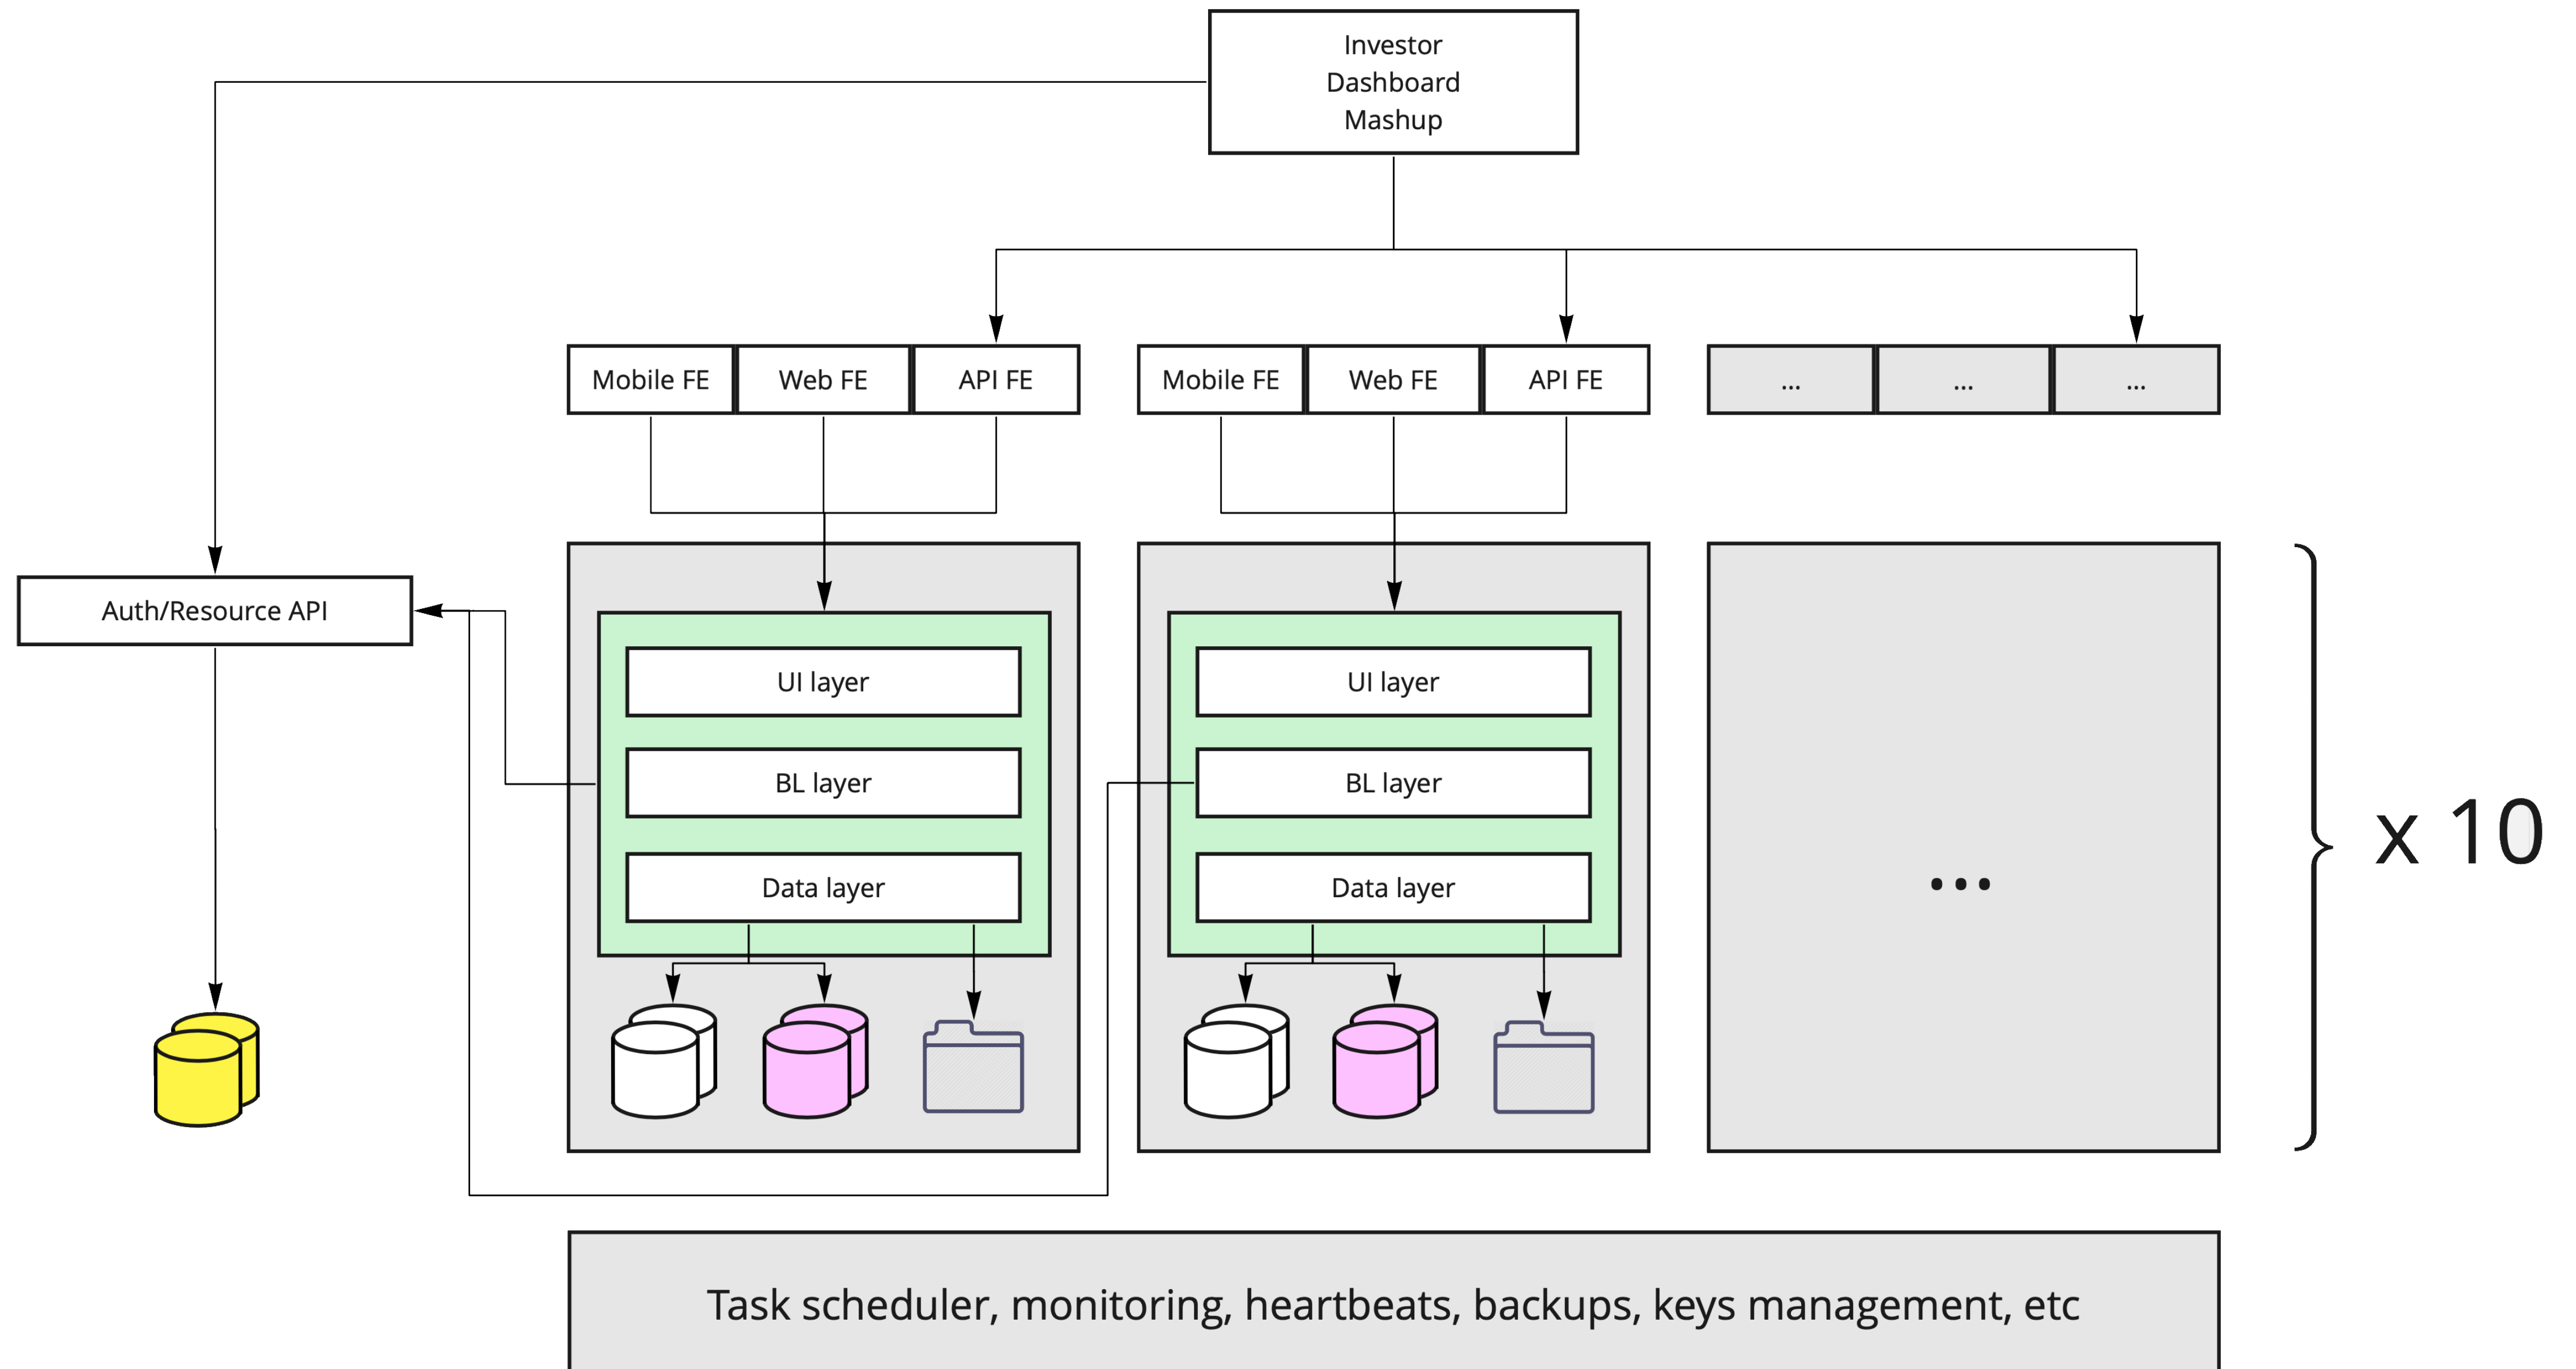 Investor
Dashboard
Mashup
Mobile FE
Web FE
API FE
Mobile FE
Web FE
API FE
...
...
...
Auth/Resource API
UI layer
BL layer
Data layer
UI layer
BL layer
Data layer
...
x 10
Task scheduler, monitoring, heartbeats, backups, keys management, etc